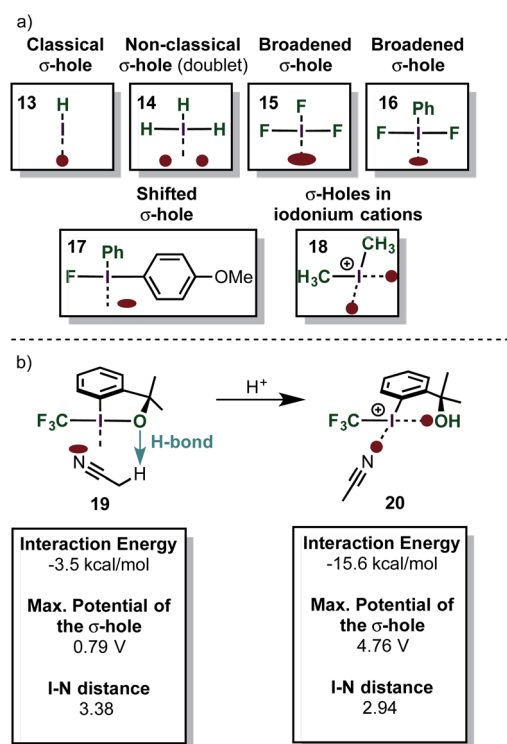 a)
Classical
σ-hole
Non-classical
σ-hole (doublet)
Broadened
σ-hole
Broadened
σ-hole
13
H
I
14
H
H I H
15
F
F I F
16
Ph
F I F
Shifted
σ-hole
σ-Holes in
iodonium cations
17
Ph
F I OMe
18
CH3
⊕
H3C I
b)
F3C I O
H-bond
N
H
19
H+
⊕
F3C I OH
N
20
Interaction Energy
-3.5 kcal/mol
Max. Potential of
the σ-hole
0.79 V
I-N distance
3.38
Interaction Energy
-15.6 kcal/mol
Max. Potential of
the σ-hole
4.76 V
I-N distance
2.94